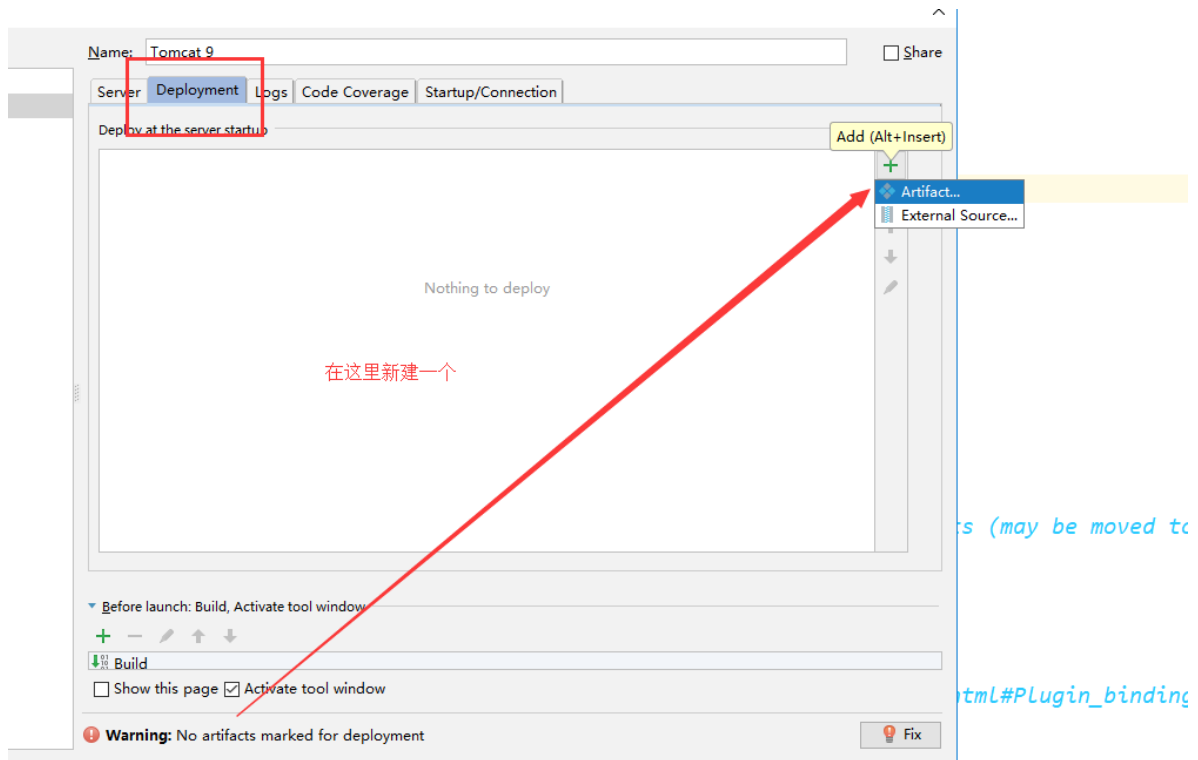 Name: Tomcat 9
Share
Server Deployment Logs Code Coverage Startup/Connection
Deploy at the server startup
Add (Alt+Insert)
Artifact...
External Source...
Nothing to deploy
在这里新建一个
s (may be moved to
Before launch: Build, Activate tool window
Build
Show this page Activate tool window
html#Plugin_binding
Warning: No artifacts marked for deployment
Fix